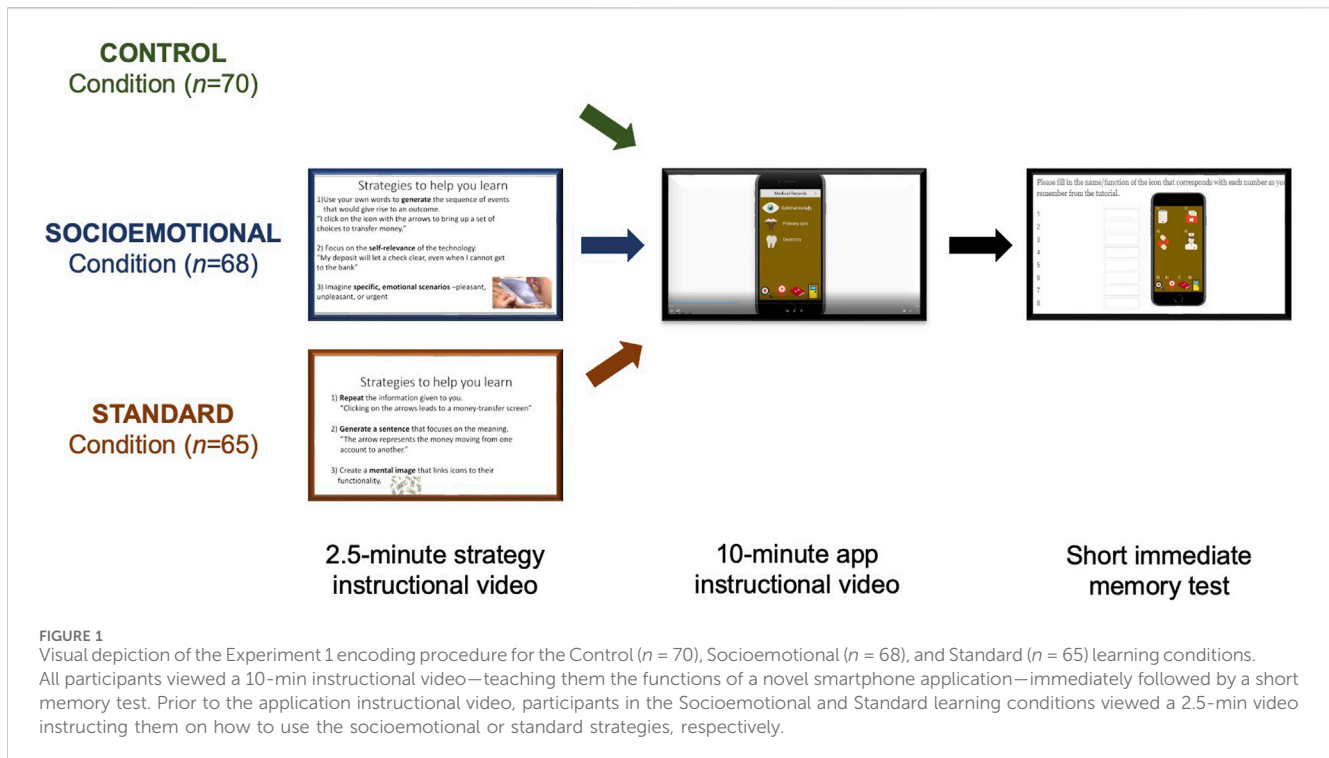 CONTROL
Condition (n=70)
SOCIOEMOTIONAL
Condition (n=68)
STANDARD
Condition (n=65)
Strategies to help you learn
1)Use your own words to generate the sequence of events
that would give rise to an outcome.
"I click on the icon with the arrows to bring up a set of
choices to transfer money."
2) Focus on the self-relevance of the technology.
"My deposit will let a check clear, even when I cannot get
to the bank"
3) Imagine specific, emotional scenarios –pleasant,
unpleasant, or urgent
Strategies to help you learn
1) Repeat the information given to you.
"Clicking on the arrows leads to a money-transfer screen"
2) Generate a sentence that focuses on the meaning.
"The arrow represents the money moving from one
account to another."
3) Create a mental image that links icons to their
functionality.
Medical Records
Ophthalmology
Primary care
Dentistry
Please fill in the name/function of the icon that corresponds with each number as you
remember from the tutorial.
1
2
3
4
5
6
7
8
2.5-minute strategy
instructional video
10-minute app
instructional video
Short immediate
memory test
FIGURE 1
Visual depiction of the Experiment 1 encoding procedure for the Control (n = 70), Socioemotional (n = 68), and Standard (n = 65) learning conditions.
All participants viewed a 10-min instructional video—teaching them the functions of a novel smartphone application—immediately followed by a short
memory test. Prior to the application instructional video, participants in the Socioemotional and Standard learning conditions viewed a 2.5-min video
instructing them on how to use the socioemotional or standard strategies, respectively.